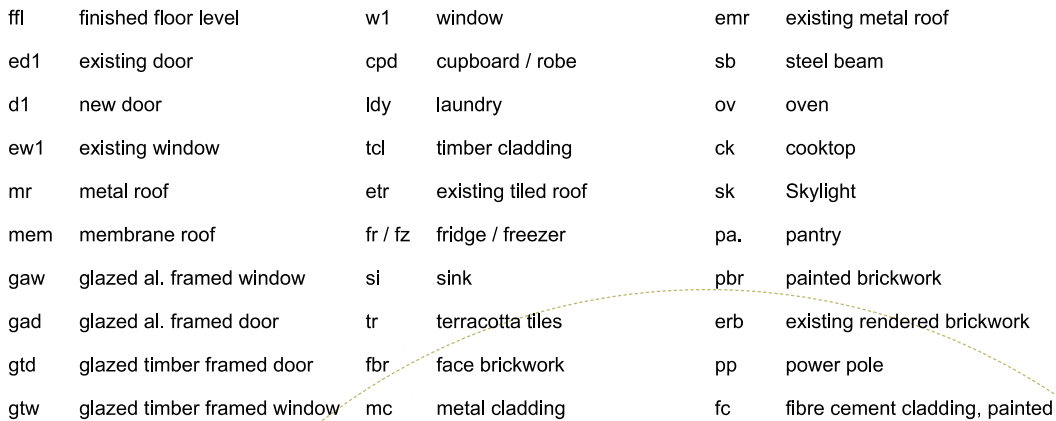 ffl finished floor level w1 window emr existing metal roof
ed1 existing door cpd cupboard / robe sb steel beam
d1 new door ldy laundry ov oven
ew1 existing window tcl timber cladding ck cooktop
mr metal roof etr existing tiled roof sk Skylight
mem membrane roof fr / fz fridge / freezer pa. pantry
gaw glazed al. framed window si sink pbr painted brickwork
gad glazed al. framed door tr terracotta tiles erb existing rendered brickwork
gtd glazed timber framed door fbr face brickwork pp power pole
gtw glazed timber framed window mc metal cladding fc fibre cement cladding, painted